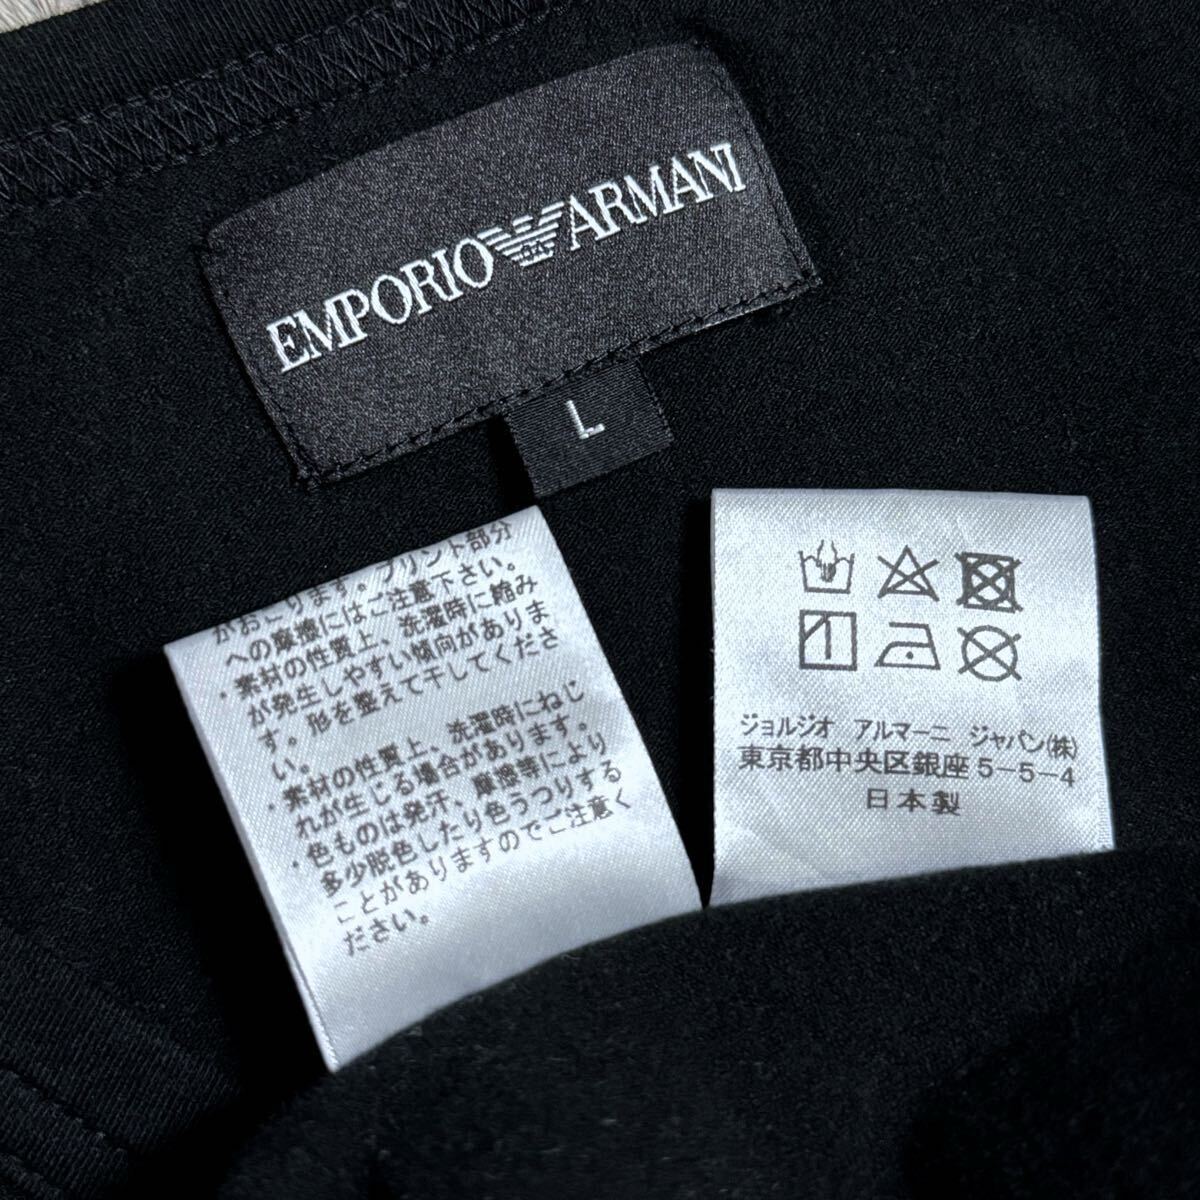 EMPORIO ARMANI
L
がおこります。プリント部分
への摩擦にはご注意下さい。
・素材の性質上、洗濯時に縮み
が発生しやすい傾向がありま
す。形を整えて干してくださ
い。
・素材の性質上、洗濯時にねじ
れが生じる場合があります。
・色ものは発汗、摩擦等により
多少脱色したり色うつりする
ことがありますのでご注意く
ださい。
ジョルジオ アルマーニ ジャパン(株)
東京都中央区銀座5-5-4
日本製